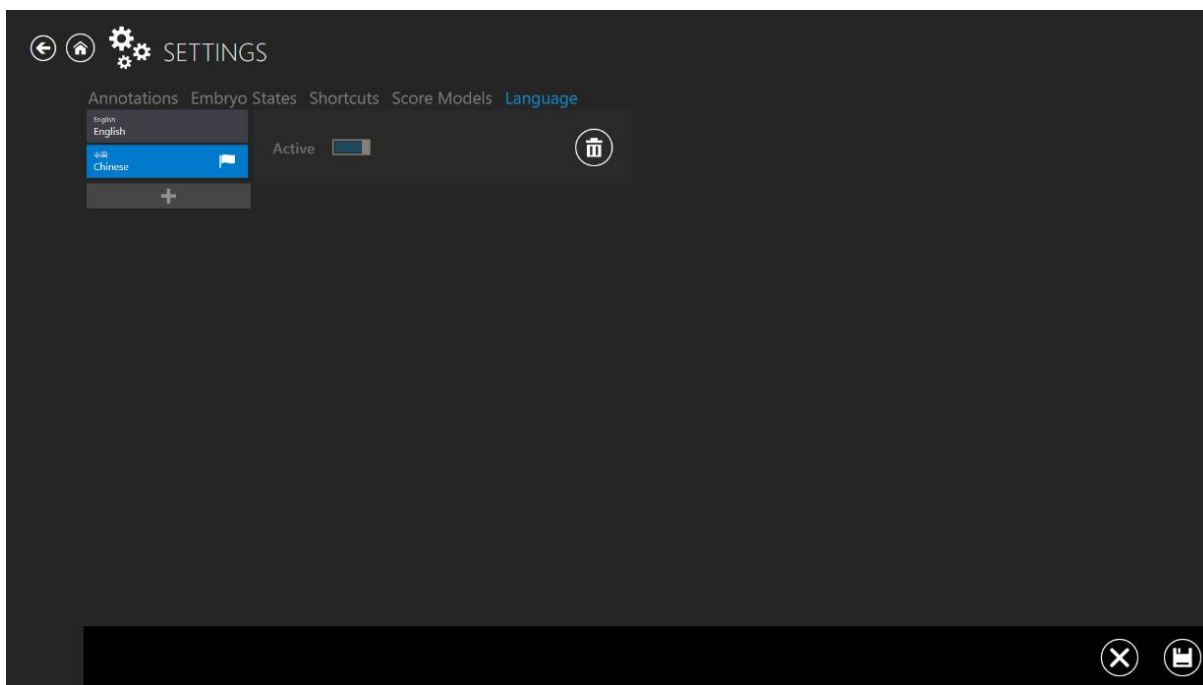 SETTINGS
Annotations Embryo States Shortcuts Score Models Language
English
English
中国
Chinese
Active